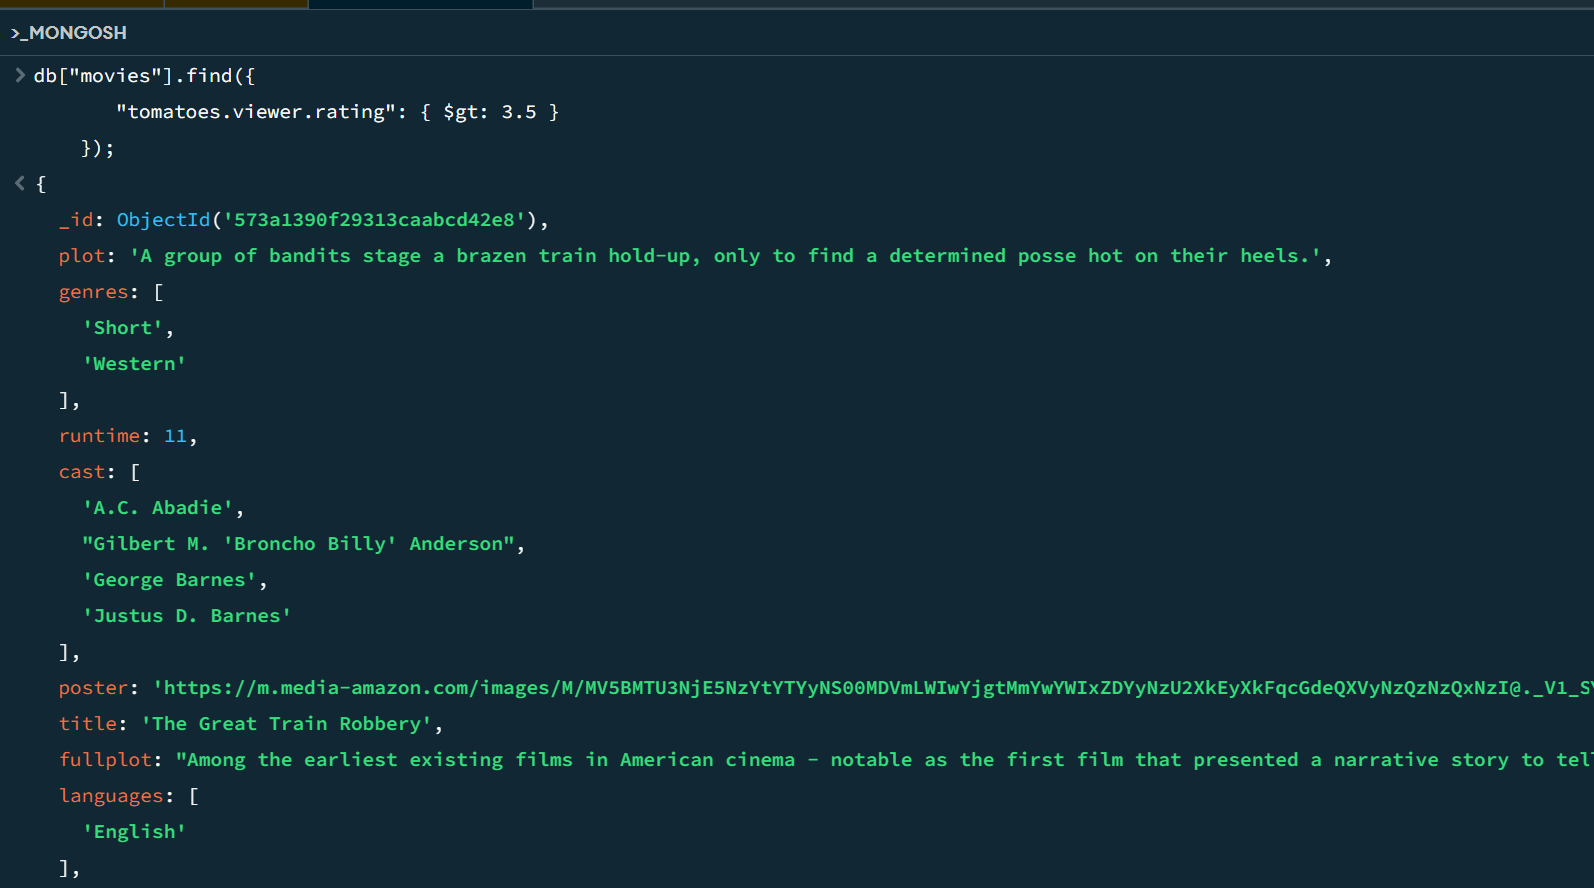 >_MONGOSH
> db["movies"].find({
"tomatoes.viewer.rating": { $gt: 3.5 }
});
< {
_id: ObjectId('573a1390f29313caabcd42e8'),
plot: 'A group of bandits stage a brazen train hold-up, only to find a determined posse hot on their heels.',
genres: [
'Short',
'Western'
],
runtime: 11,
cast: [
'A.C. Abadie',
"Gilbert M. 'Broncho Billy' Anderson",
'George Barnes',
'Justus D. Barnes'
],
poster: 'https://m.media-amazon.com/images/M/MV5BMTU3NjE5NzYtYTYyNS00MDVmLWIwYjgtMmYwYWIxZDYyNzU2XkEyXkFqcGdeQXVyNzQzNzQxNzI@._V1_SY
title: 'The Great Train Robbery',
fullplot: "Among the earliest existing films in American cinema - notable as the first film that presented a narrative story to tel
languages: [
'English'
],